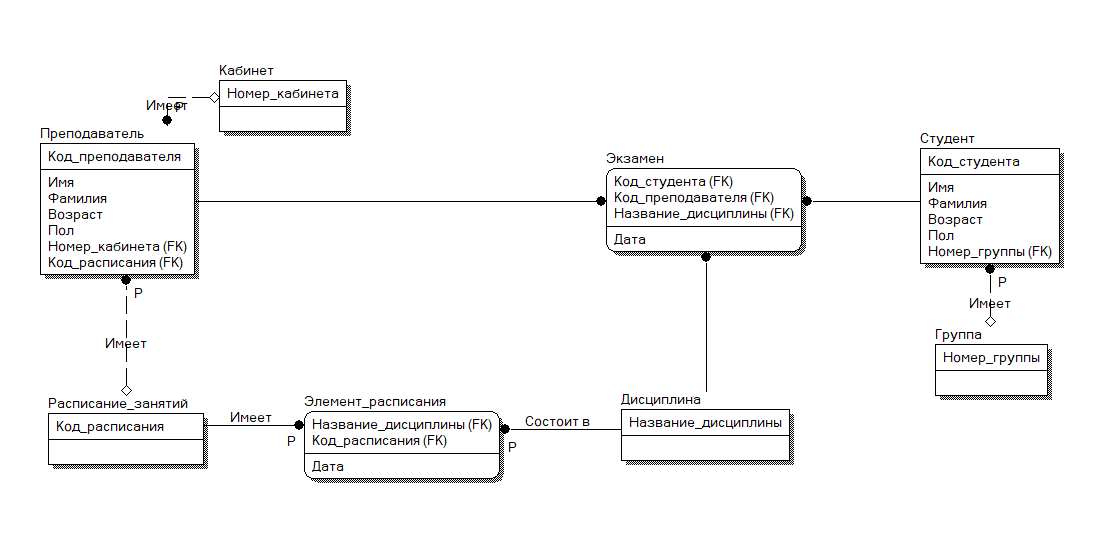 Кабинет
Номер_кабинета
Имеет
P
Преподаватель
Код_преподавателя
Имя
Фамилия
Возраст
Пол
Номер_кабинета (FK)
Код_расписания (FK)
P
Имеет
Экзамен
Код_студента (FK)
Код_преподавателя (FK)
Название_дисциплины (FK)
Дата
Студент
Код_студента
Имя
Фамилия
Возраст
Пол
Номер_группы (FK)
P
Имеет
Группа
Номер_группы
Расписание_занятий
Код_расписания
Имеет
P
Элемент_расписания
Название_дисциплины (FK)
Код_расписания (FK)
Дата
Состоит в
P
Дисциплина
Название_дисциплины